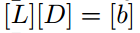 [L̄][D] = [b]